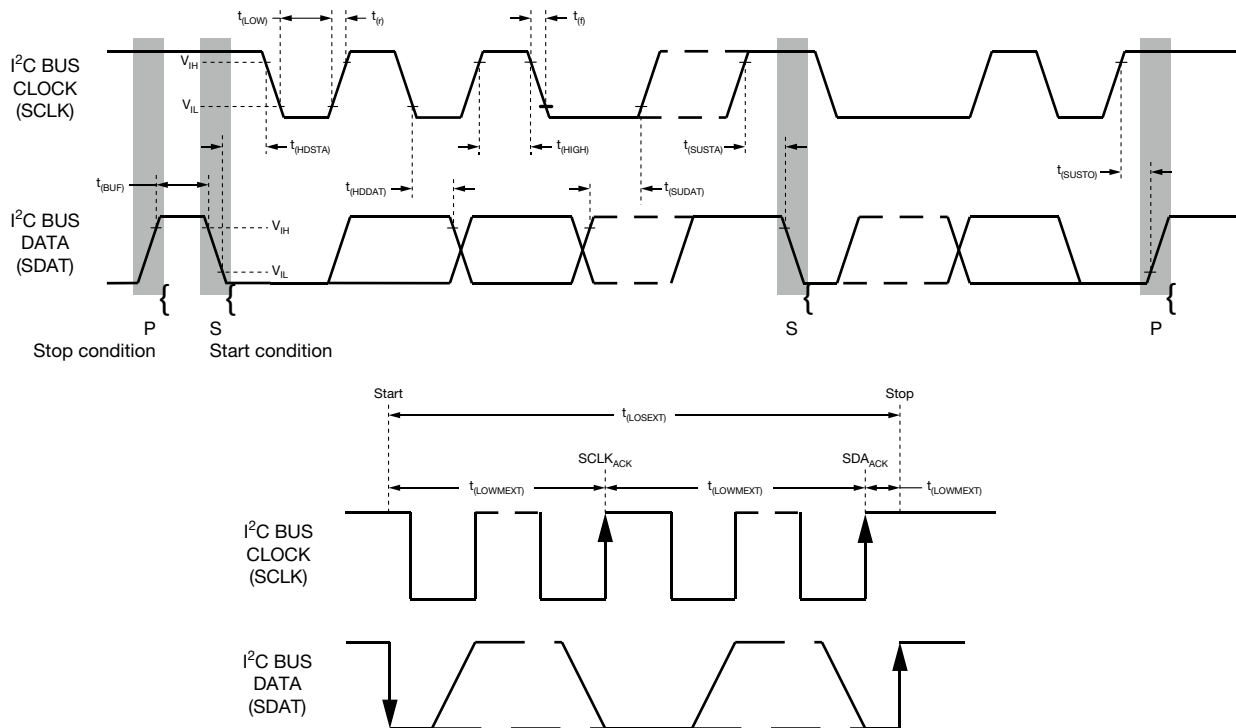 t(LOW) t(r) t(f)
I²C BUS
CLOCK
(SCLK)
VIH
VIL
t(HDSTA) t(HIGH) t(SUSTA)
t(BUF) t(HDDAT) t(SUDAT) t(SUSTO)
I²C BUS
DATA
(SDAT)
VIH
VIL
{ { { {
P S S P
Stop condition Start condition
Start Stop
t(LOSEXT)
SCLKACK SDAACK
t(LOWMEXT) t(LOWMEXT) t(LOWMEXT)
I²C BUS
CLOCK
(SCLK)
I²C BUS
DATA
(SDAT)